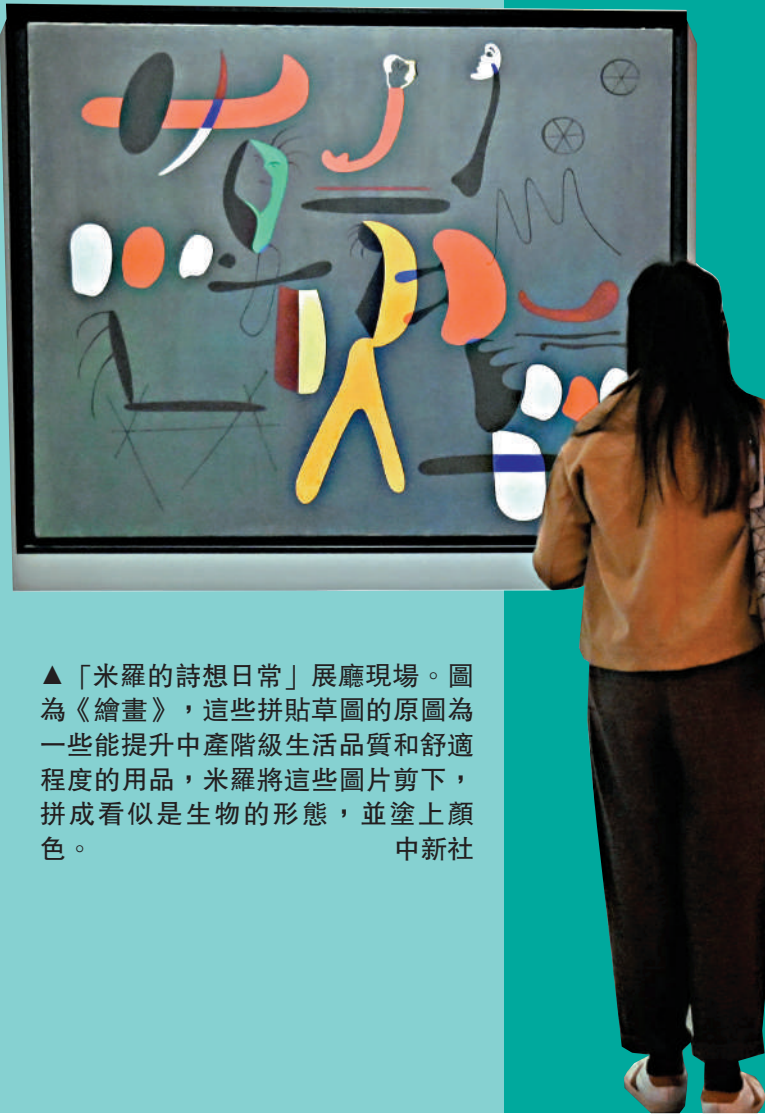 ▲「米羅的詩想日常」展廳現場。圖
為《繪畫》，這些拼貼草圖的原圖為
一些能提升中產階級生活品質和舒適
程度的用品，米羅將這些圖片剪下，
拼成看似是生物的形態，並塗上顏
色。 中新社